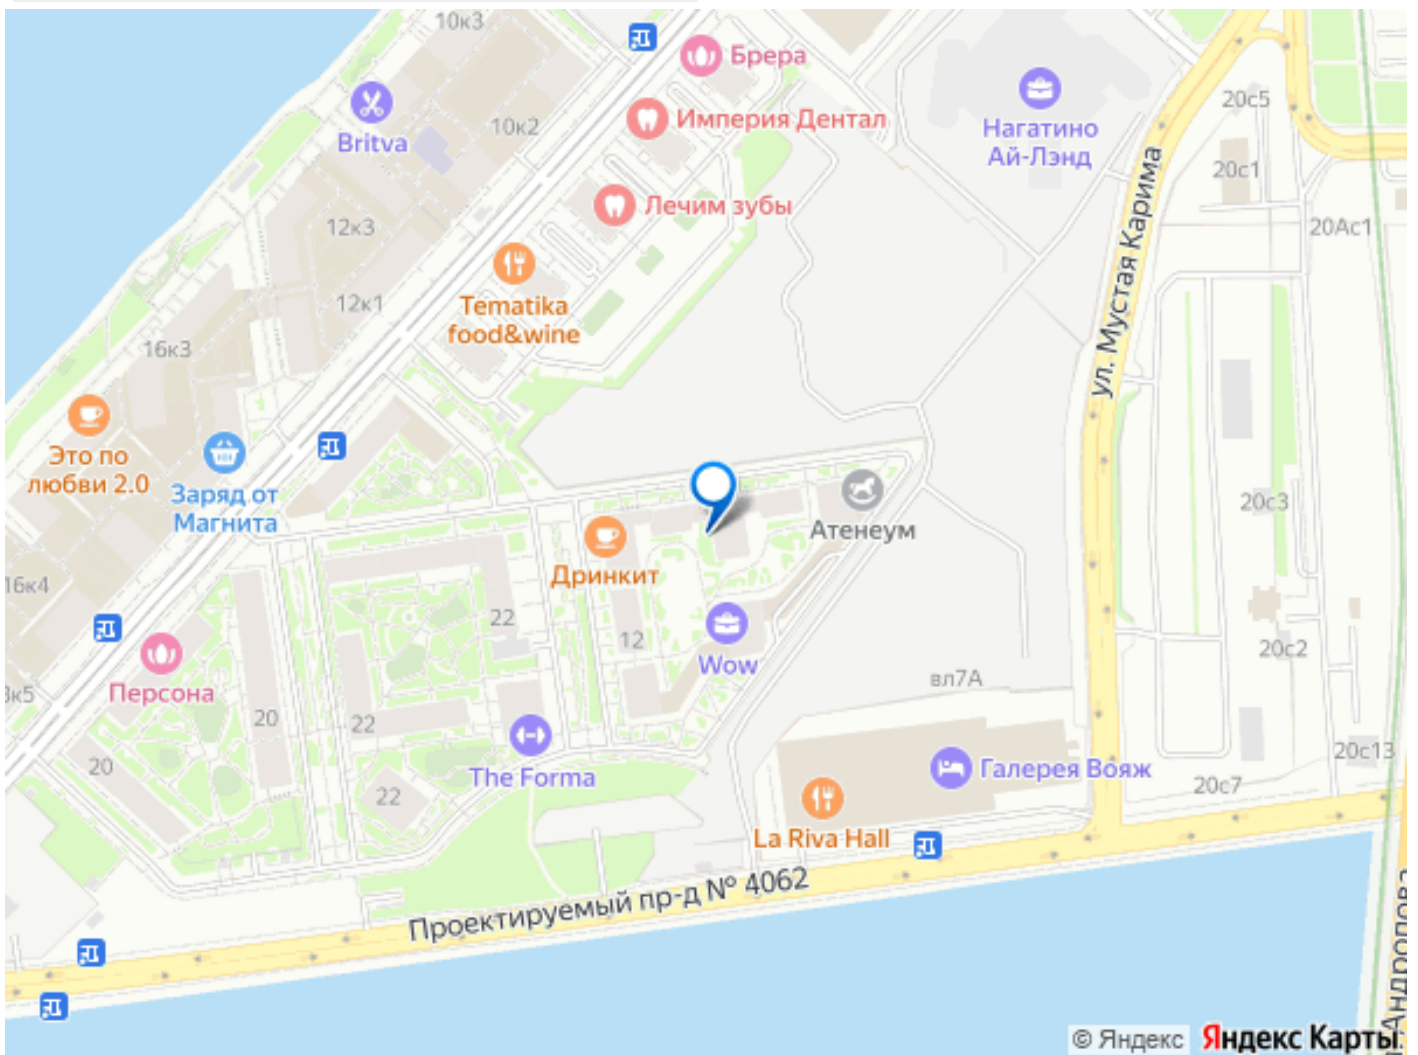 10к3
Брера
Britva
10к2
Империя Дентал
Нагатино
Ай-Лэнд
20с5
20с1
ул. Мустая Карима
Лечим зубы
12к3
20Ас1
Tematika
food&wine
12к1
16к3
Это по
любви 2.0
Заряд от
Магнита
Атенеум
20с3
Дринкит
16к4
22
12
Wow
20с2
Персона
вл7А
20
22
The Forma
20
22
Галерея Вояж
20с13
20с7
La Riva Hall
Проектируемый пр-д № 4062
Андропова
© Яндекс
Яндекс Карты